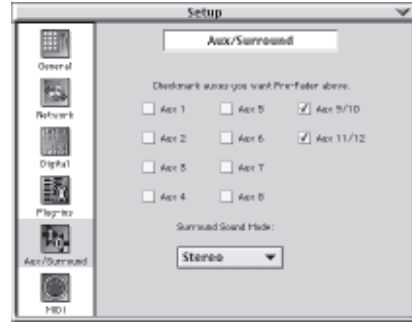 Setup
General
Network
Digital
Plug-ins
Aux/Surround
MIDI
Aux/Surround
Checkmark auxes you want Pre-Fader above.
Aux 1
Aux 5
Aux 9/10
Aux 2
Aux 6
Aux 11/12
Aux 3
Aux 7
Aux 4
Aux 8
Surround Sound Mode:
Stereo